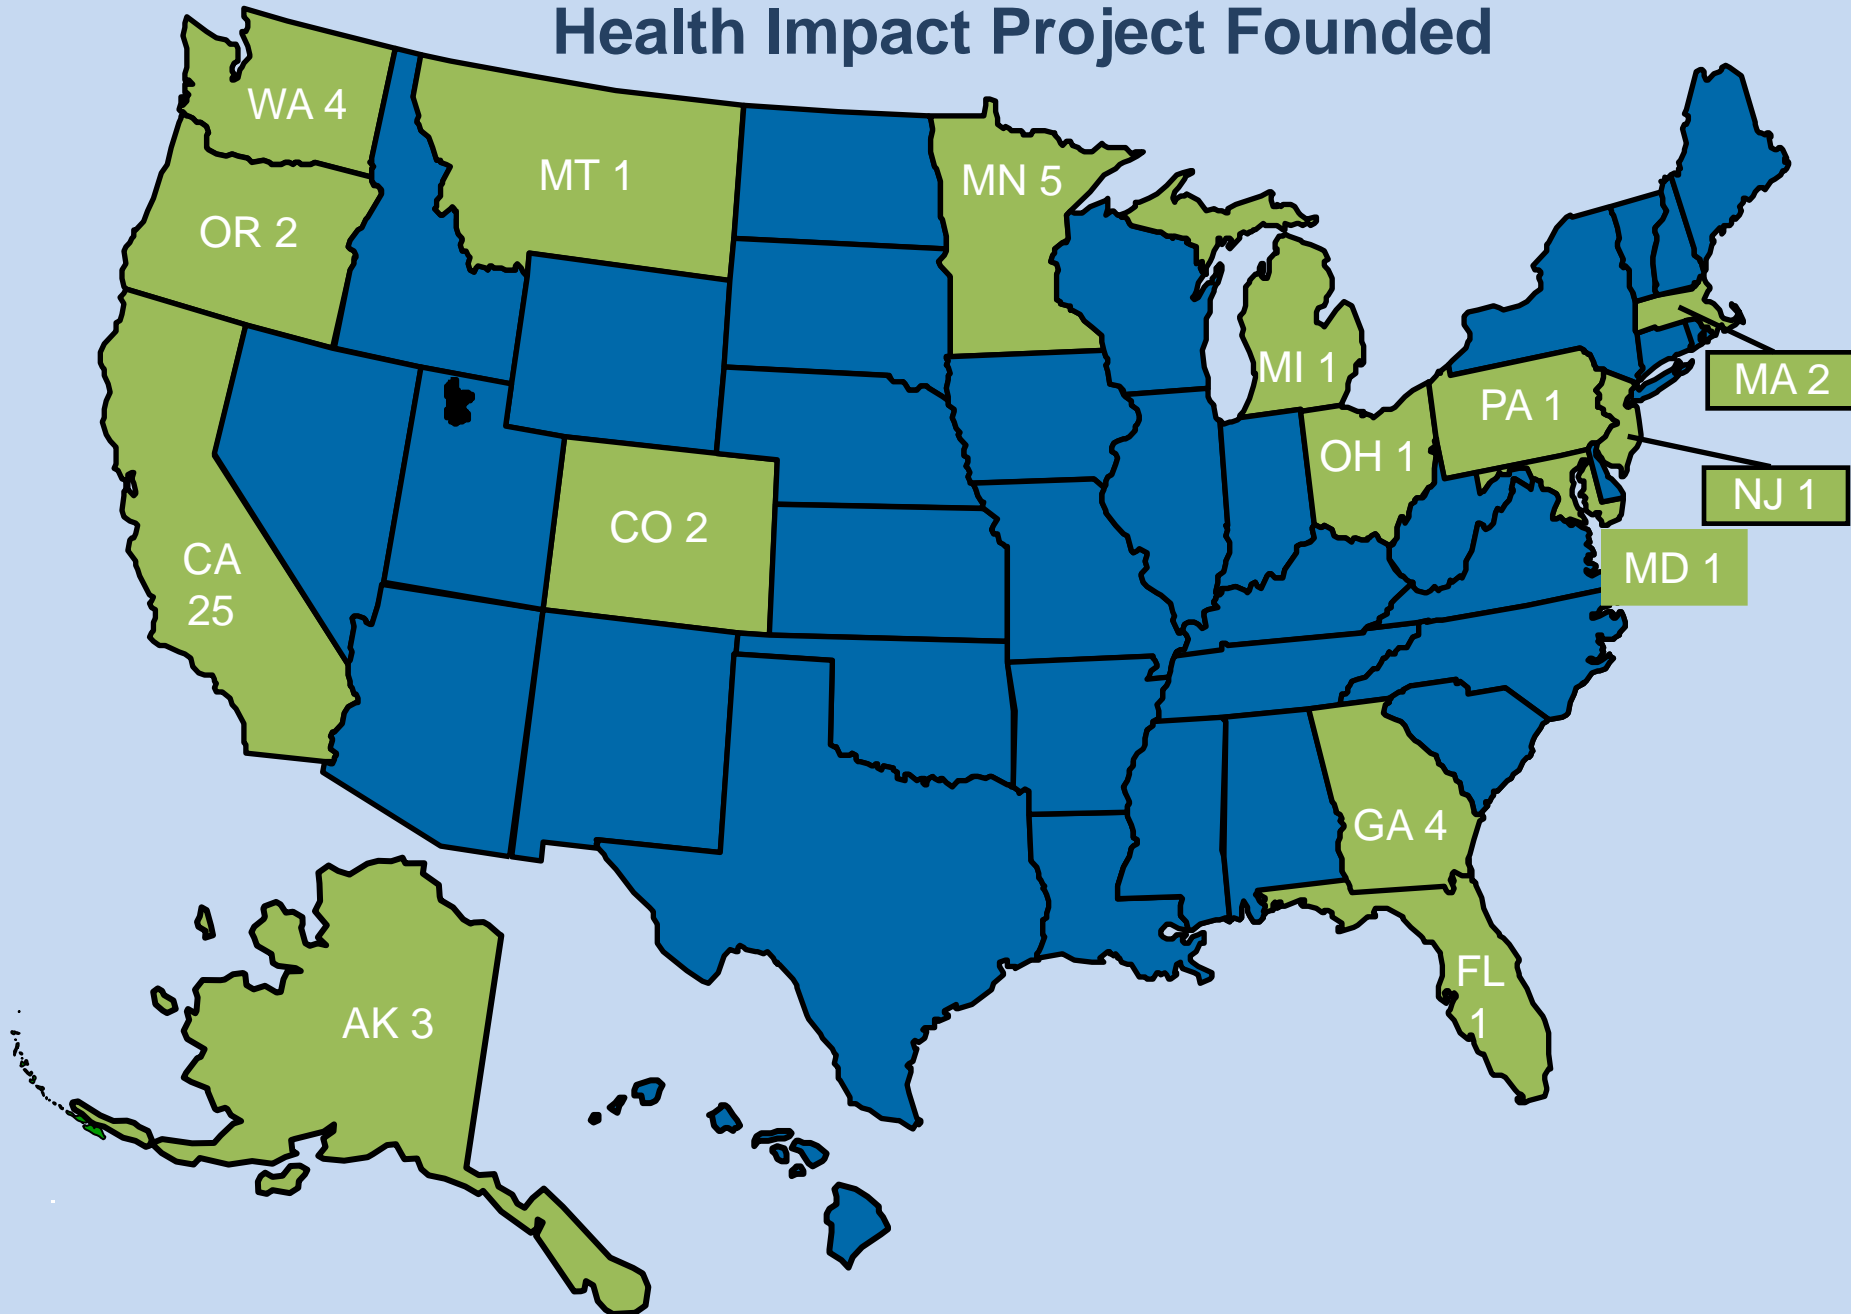 Health Impact Project Founded
WA 4
MT 1
MN 5
OR 2
MI 1
MA 2
PA 1
OH 1
NJ 1
CO 2
CA
25
MD 1
GA 4
FL
1
AK 3